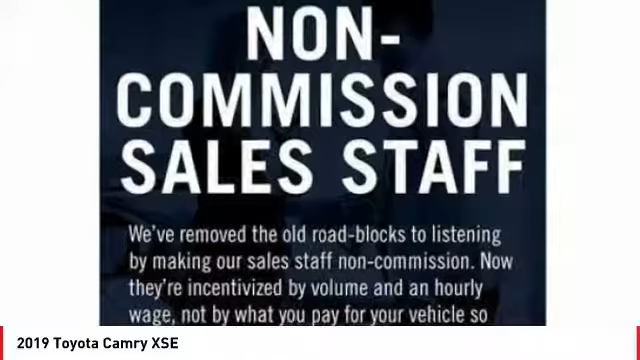 NON-
COMMISSION
SALES STAFF
We've removed the old road-blocks to listening
by making our sales staff non-commission. Now
they're incentivized by volume and an hourly
wage, not by what you pay for your vehicle so
2019 Toyota Camry XSE